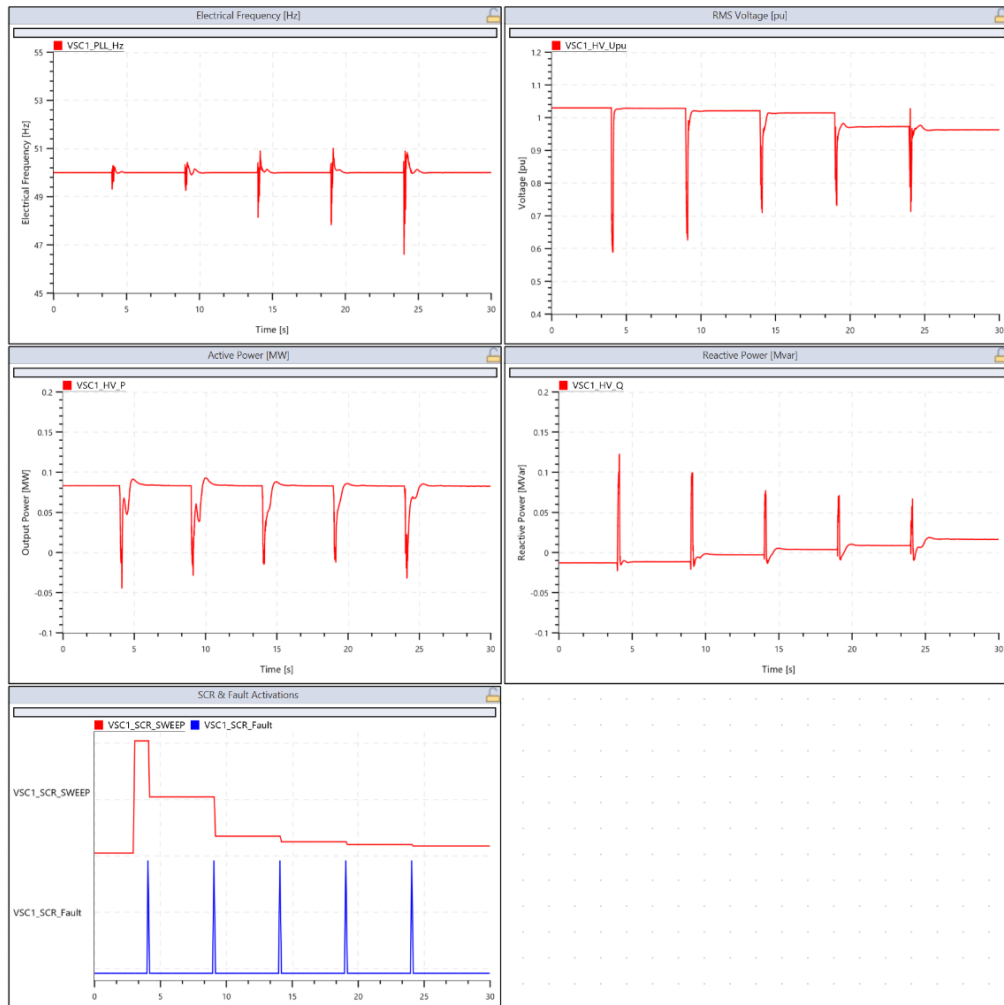 Electrical Frequency [Hz]
VSC1_PLL_Hz
Electrical Frequency [Hz]
55
53
51
49
47
45
0 5 10 15 20 25 30
Time [s]
RMS Voltage [pu]
VSC1_HV_Upu
Voltage [pu]
1.2
1.1
1
0.9
0.8
0.7
0.6
0.5
0.4
0 5 10 15 20 25 30
Time [s]
Active Power [MW]
VSC1_HV_P
Output Power [MW]
0.2
0.15
0.1
0.05
0
-0.05
-0.1
0 5 10 15 20 25 30
Time [s]
Reactive Power [Mvar]
VSC1_HV_Q
Reactive Power [MVar]
0.2
0.15
0.1
0.05
0
-0.05
-0.1
0 5 10 15 20 25 30
Time [s]
SCR & Fault Activations
VSC1_SCR_SWEEP VSC1_SCR_Fault
VSC1_SCR_SWEEP
VSC1_SCR_Fault
0 5 10 15 20 25 30